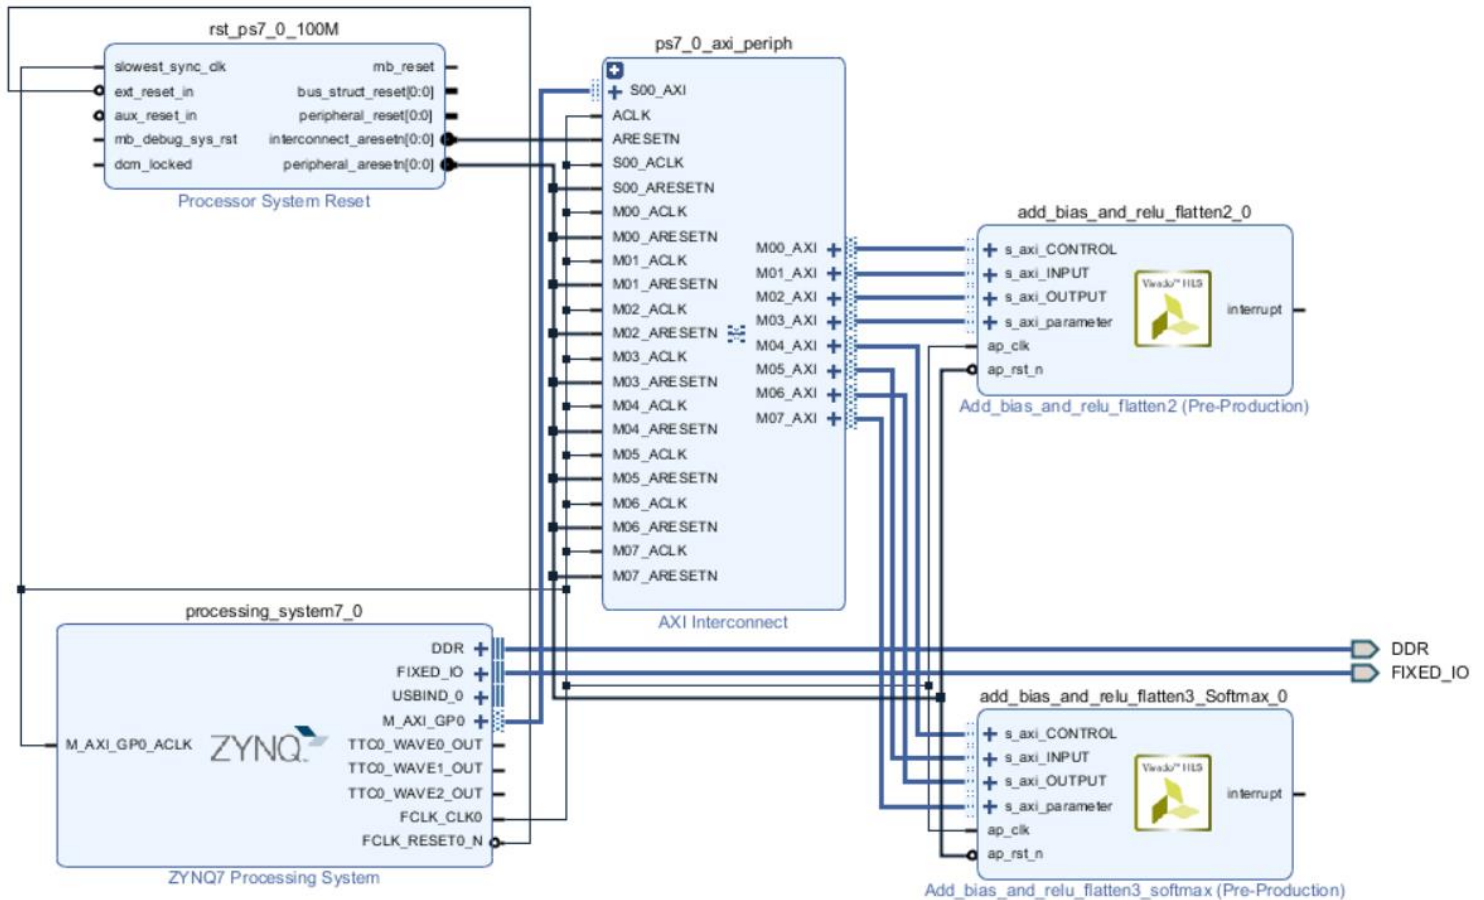 rst_ps7_0_100M
slowest_sync_clk
ext_reset_in
aux_reset_in
mb_debug_sys_rst
dcm_locked
mb_reset
bus_struct_reset[0:0]
peripheral_reset[0:0]
interconnect_aresetn[0:0]
peripheral_aresetn[0:0]
Processor System Reset
ps7_0_axi_periph
S00_AXI
ACLK
ARESETN
S00_ACLK
S00_ARESETN
M00_ACLK
M00_ARESETN
M01_ACLK
M01_ARESETN
M02_ACLK
M02_ARESETN
M03_ACLK
M03_ARESETN
M04_ACLK
M04_ARESETN
M05_ACLK
M05_ARESETN
M06_ACLK
M06_ARESETN
M07_ACLK
M07_ARESETN
M00_AXI
M01_AXI
M02_AXI
M03_AXI
M04_AXI
M05_AXI
M06_AXI
M07_AXI
AXI Interconnect
add_bias_and_relu_flatten2_0
s_axi_CONTROL
s_axi_INPUT
s_axi_OUTPUT
s_axi_parameter
ap_clk
ap_rst_n
Vivado™ HLS
interrupt
Add_bias_and_relu_flatten2 (Pre-Production)
processing_system7_0
M_AXI_GP0_ACLK
ZYNQ
DDR
FIXED_IO
USBIND_0
M_AXI_GP0
TTC0_WAVE0_OUT
TTC0_WAVE1_OUT
TTC0_WAVE2_OUT
FCLK_CLK0
FCLK_RESET0_N
ZYNQ7 Processing System
DDR
FIXED_IO
add_bias_and_relu_flatten3_Softmax_0
s_axi_CONTROL
s_axi_INPUT
s_axi_OUTPUT
s_axi_parameter
ap_clk
ap_rst_n
Vivado™ HLS
interrupt
Add_bias_and_relu_flatten3_softmax (Pre-Production)